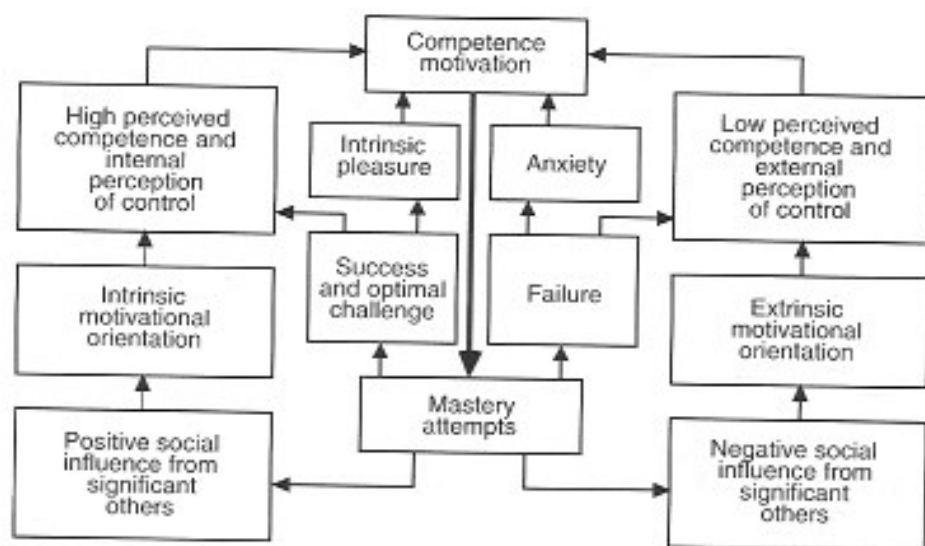 Competence
motivation
High perceived
competence and
internal
perception
of control
Intrinsic
pleasure
Anxiety
Low perceived
competence and
external
perception
of control
Success
and optimal
challenge
Failure
Intrinsic
motivational
orientation
Extrinsic
motivational
orientation
Mastery
attempts
Positive social
influence from
significant
others
Negative social
influence from
significant
others